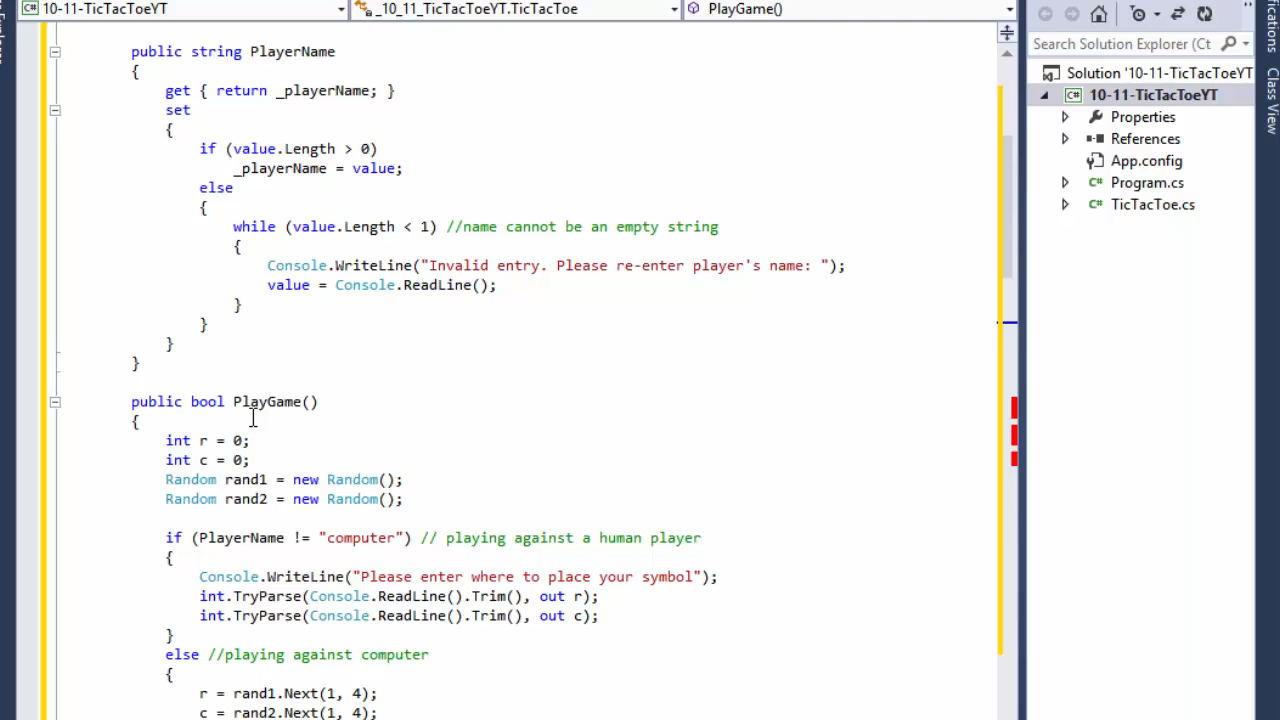 10-11-TicTacToeYT
_10_11_TicTacToeYT.TicTacToe
PlayGame()
public string PlayerName
{
get { return _playerName; }
set
{
if (value.Length > 0)
_playerName = value;
else
{
while (value.Length < 1) //name cannot be an empty string
{
Console.WriteLine("Invalid entry. Please re-enter player's name: ");
value = Console.ReadLine();
}
}
}
}
public bool PlayGame()
{
int r = 0;
int c = 0;
Random rand1 = new Random();
Random rand2 = new Random();
if (PlayerName != "computer") // playing against a human player
{
Console.WriteLine("Please enter where to place your symbol");
int.TryParse(Console.ReadLine().Trim(), out r);
int.TryParse(Console.ReadLine().Trim(), out c);
}
else //playing against computer
{
r = rand1.Next(1, 4);
c = rand2.Next(1, 4);
Search Solution Explorer (Ct
Solution '10-11-TicTacToeYT
C# 10-11-TicTacToeYT
Properties
References
App.config
C# Program.cs
C# TicTacToe.cs
Class View